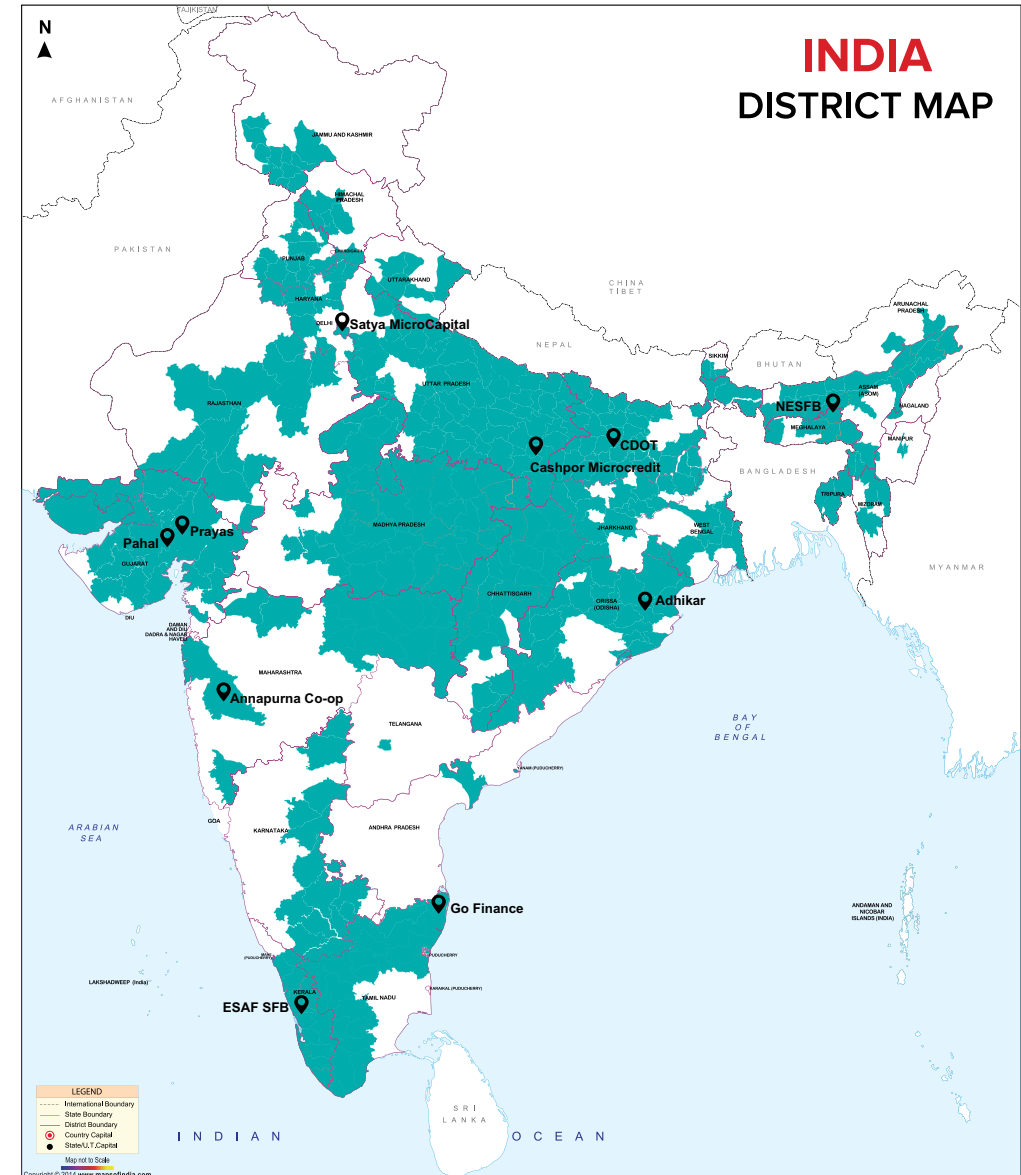 TAJIKISTAN
N
INDIA
DISTRICT MAP
AFGHANISTAN
JAMMU AND KASHMIR
HIMACHAL
PRADESH
PAKISTAN
CHANDIGARH
PUNJAB
UTTARAKHAND
CHINA
TIBET
HARYANA
ARUNACHAL
PRADESH
DELHI
Satya MicroCapital
NEPAL
SIKKIM
BHUTAN
UTTAR PRADESH
ASSAM
(ASOM)
RAJASTHAN
NESFB
NAGALAND
MEGHALAYA
CDOT
MANIPUR
Cashpor Microcredit
BANGLADESH
TRIPURA
MIZORAM
MADHYA PRADESH
JHARKHAND
WEST
BENGAL
Prayas
Pahal
GUJARAT
MYANMAR
CHHATTISGARH
ORISSA
(ODISHA)
Adhikar
DIU
DAMAN
AND DIU
DADRA & NAGAR
HAVELI
MAHARASHTRA
Annapurna Co-op
TELANGANA
BAY
OF
BENGAL
YANAM (PUDUCHERRY)
GOA
ARABIAN
SEA
KARNATAKA
ANDHRA PRADESH
Go Finance
ANDAMAN AND
NICOBAR
ISLANDS (INDIA)
MAHE
(PUDUCHERRY)
PUDUCHERRY
LAKSHADWEEP (India)
KARAIKAL (PUDUCHERRY)
KERALA
TAMIL NADU
ESAF SFB
SRI
LANKA
LEGEND
International Boundary
State Boundary
District Boundary
Country Capital
State/U.T.Capital
Map not to Scale
Copyright © 2014 www.mapsofindia.com
INDIAN OCEAN